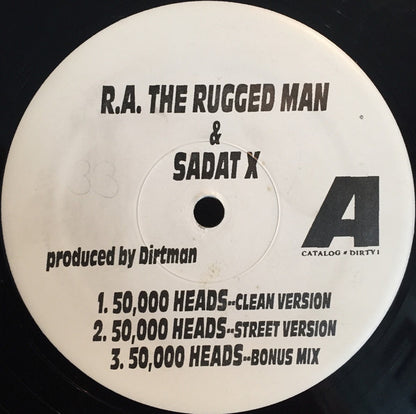 R.A. THE RUGGED MAN
&
SADAT X
33
A
CATALOG # DIRTY1
produced by Dirtman
1. 50,000 HEADS--CLEAN VERSION
2. 50,000 HEADS--STREET VERSION
3. 50,000 HEADS--BONUS MIX